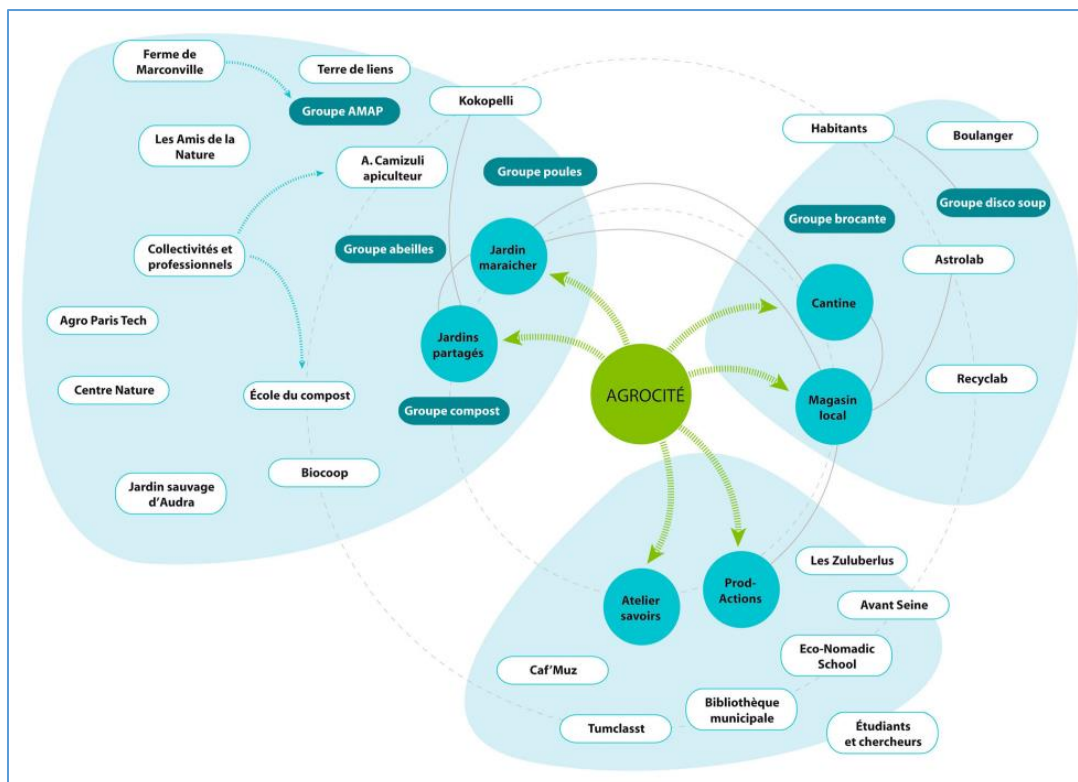 Ferme de
Marconville
Terre de liens
Groupe AMAP
Kokopelli
Les Amis de la
Nature
A. Camizuli
apiculteur
Groupe poules
Groupe abeilles
Jardin
maraicher
Collectivités et
professionnels
Agro Paris Tech
Jardins
partagés
Centre Nature
École du compost
Groupe compost
Biocoop
Jardin sauvage
d’Audra
AGROCITÉ
Habitants
Boulanger
Groupe disco soup
Groupe brocante
Astrolab
Cantine
Recyclab
Magasin
local
Les Zuluberlus
Prod-
Actions
Atelier
savoirs
Avant Seine
Eco-Nomadic
School
Caf’Muz
Bibliothèque
municipale
Tumclasst
Étudiants
et chercheurs